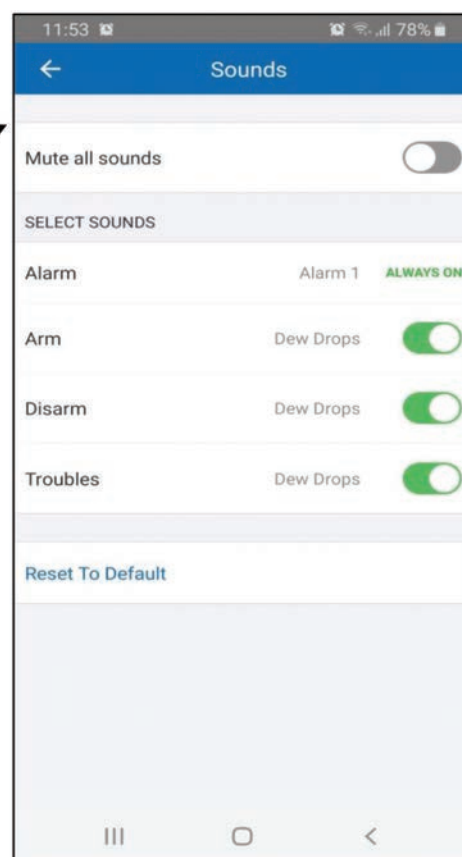 11:53 78%
Sounds
Mute all sounds
SELECT SOUNDS
Alarm Alarm 1 ALWAYS ON
Arm Dew Drops
Disarm Dew Drops
Troubles Dew Drops
Reset To Default